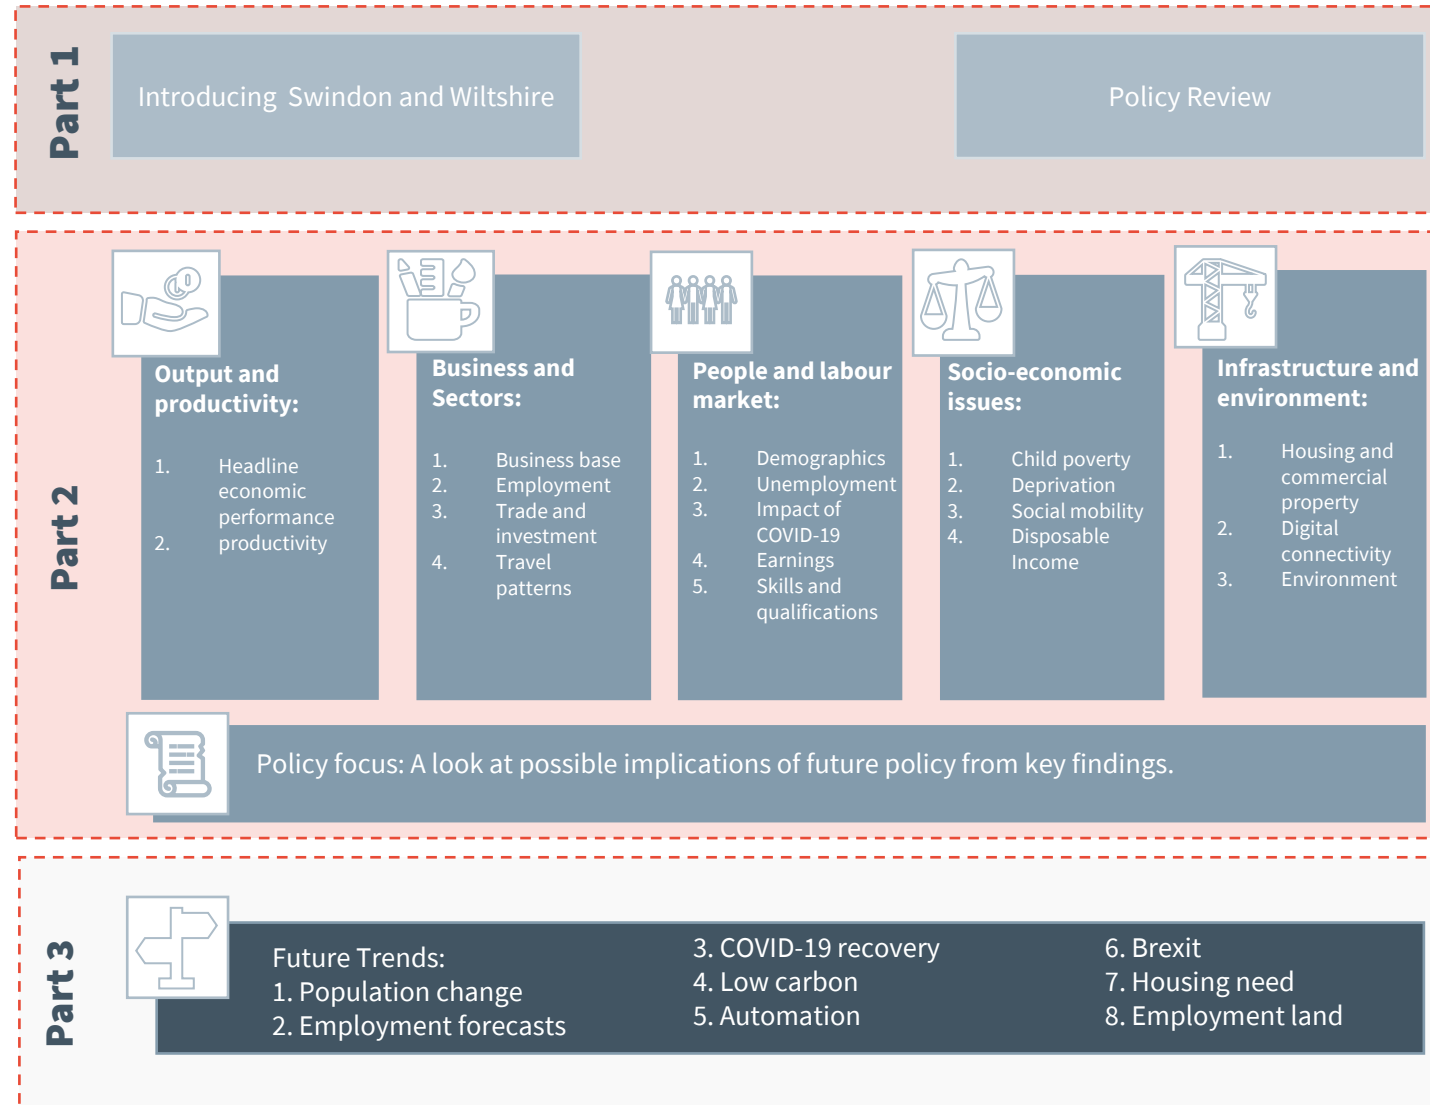 Part 1
Introducing Swindon and Wiltshire
Policy Review
Part 2
Output and
productivity:
1. Headline
economic
performance
2. productivity
Business and
Sectors:
1. Business base
2. Employment
3. Trade and
investment
4. Travel
patterns
People and labour
market:
1. Demographics
2. Unemployment
3. Impact of
COVID-19
4. Earnings
5. Skills and
qualifications
Socio-economic
issues:
1. Child poverty
2. Deprivation
3. Social mobility
4. Disposable
Income
Infrastructure and
environment:
1. Housing and
commercial
property
2. Digital
connectivity
3. Environment
Policy focus: A look at possible implications of future policy from key findings.
Part 3
Future Trends:
1. Population change
2. Employment forecasts
3. COVID-19 recovery
4. Low carbon
5. Automation
6. Brexit
7. Housing need
8. Employment land